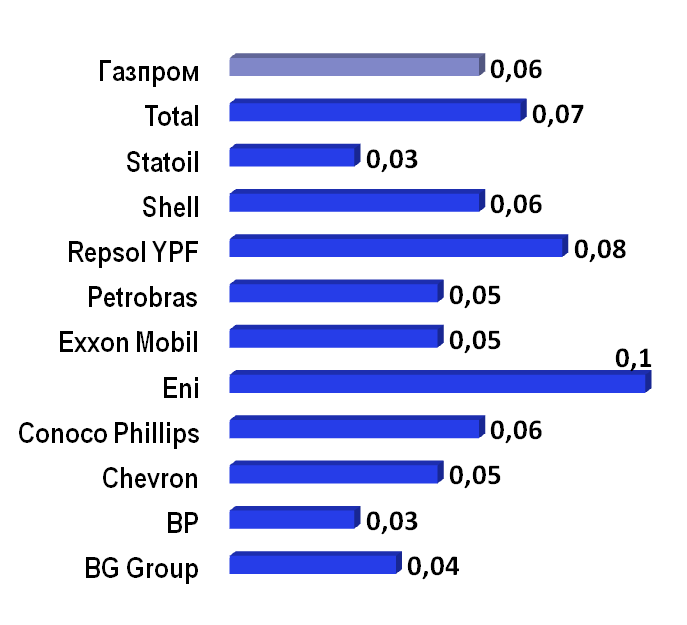 Газпром 0,06
Total 0,07
Statoil 0,03
Shell 0,06
Repsol YPF 0,08
Petrobras 0,05
Exxon Mobil 0,05
Eni 0,1
Conoco Phillips 0,06
Chevron 0,05
BP 0,03
BG Group 0,04